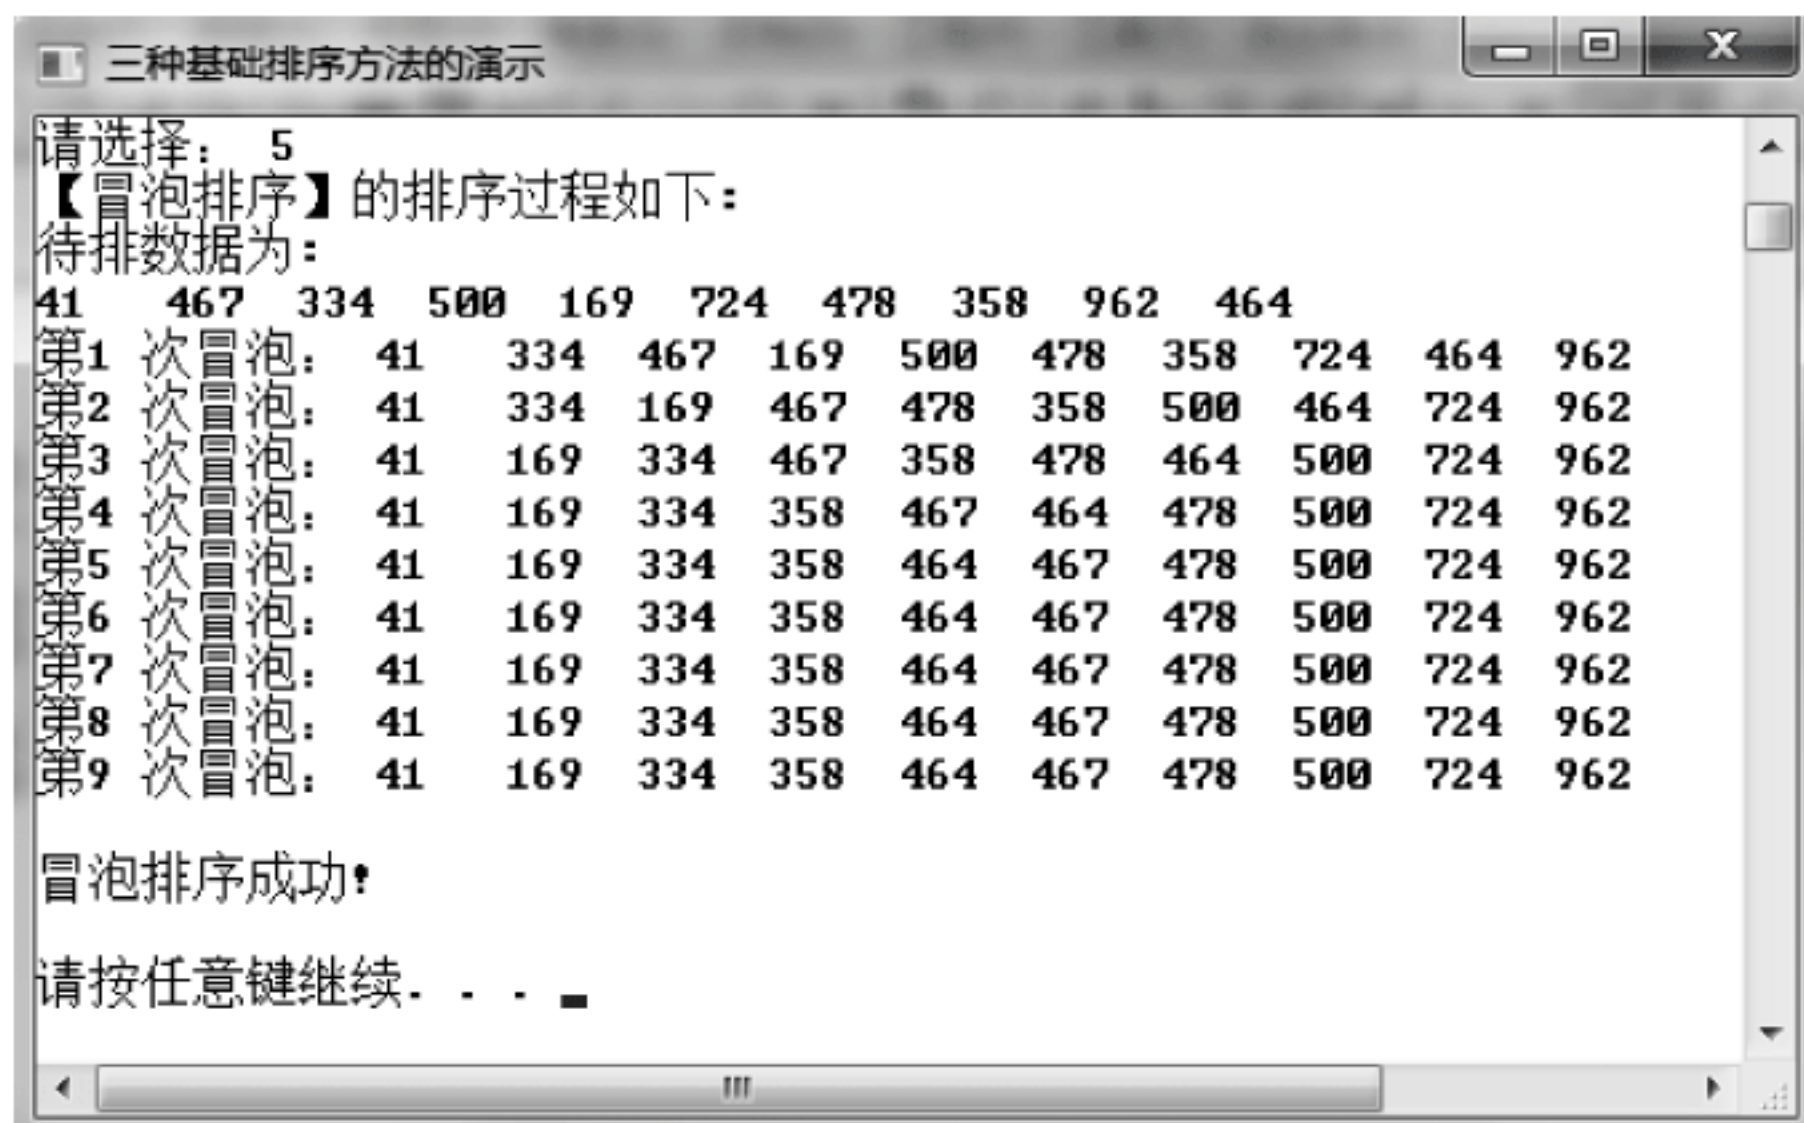 三种基础排序方法的演示
请选择: 5
【冒泡排序】的排序过程如下:
待排数据为:
41 467 334 500 169 724 478 358 962 464
第1 次冒泡: 41 334 467 169 500 478 358 724 464 962
第2 次冒泡: 41 334 169 467 478 358 500 464 724 962
第3 次冒泡: 41 169 334 467 358 478 464 500 724 962
第4 次冒泡: 41 169 334 358 467 464 478 500 724 962
第5 次冒泡: 41 169 334 358 464 467 478 500 724 962
第6 次冒泡: 41 169 334 358 464 467 478 500 724 962
第7 次冒泡: 41 169 334 358 464 467 478 500 724 962
第8 次冒泡: 41 169 334 358 464 467 478 500 724 962
第9 次冒泡: 41 169 334 358 464 467 478 500 724 962
冒泡排序成功!
请按任意键继续. . . _